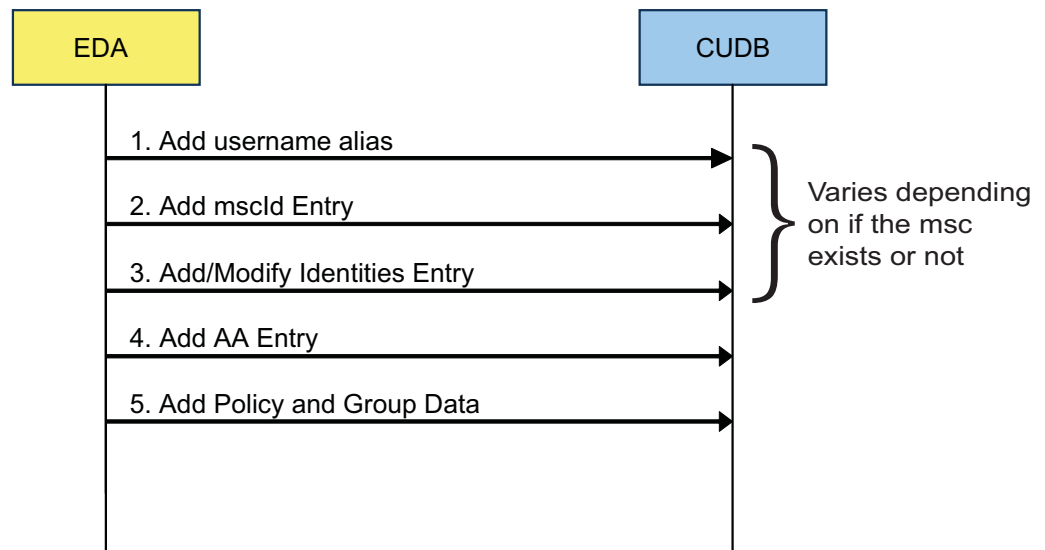 EDA
CUDB
1. Add username alias
2. Add mscId Entry
3. Add/Modify Identities Entry
4. Add AA Entry
5. Add Policy and Group Data
Varies depending
on if the msc
exists or not